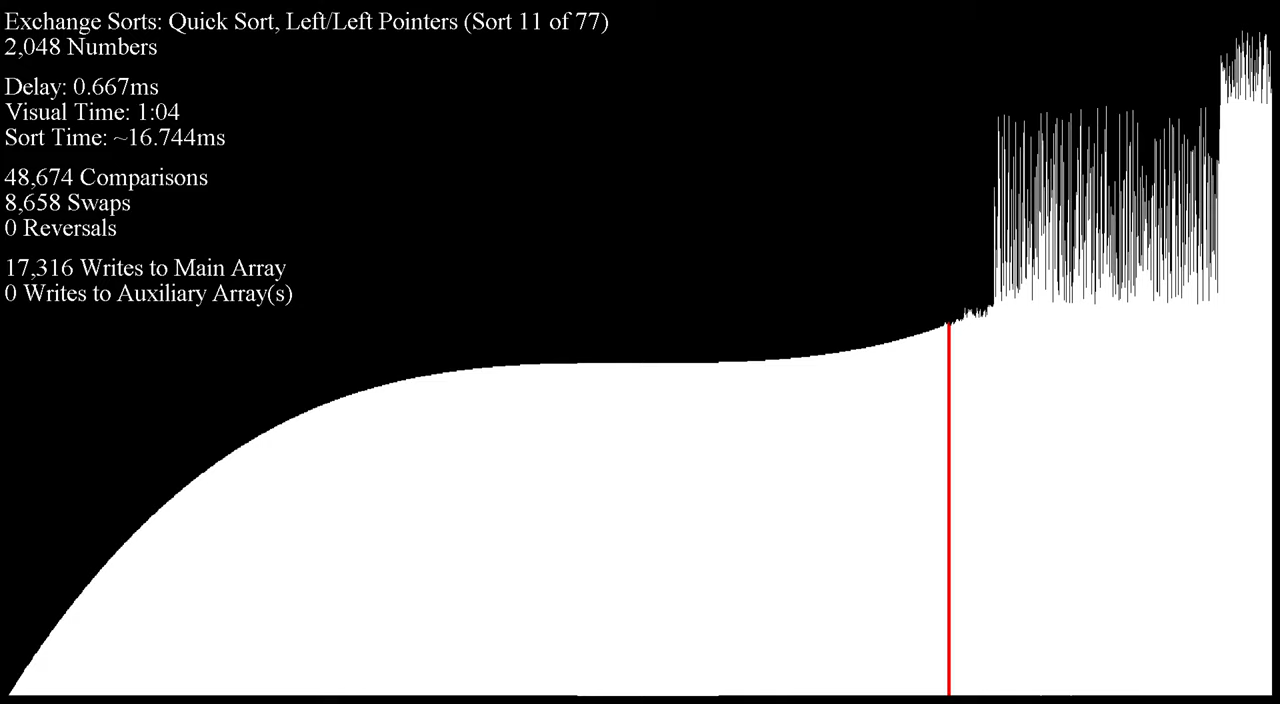 Exchange Sorts: Quick Sort, Left/Left Pointers (Sort 11 of 77)
2,048 Numbers
Delay: 0.667ms
Visual Time: 1:04
Sort Time: ~16.744ms
48,674 Comparisons
8,658 Swaps
0 Reversals
17,316 Writes to Main Array
0 Writes to Auxiliary Array(s)